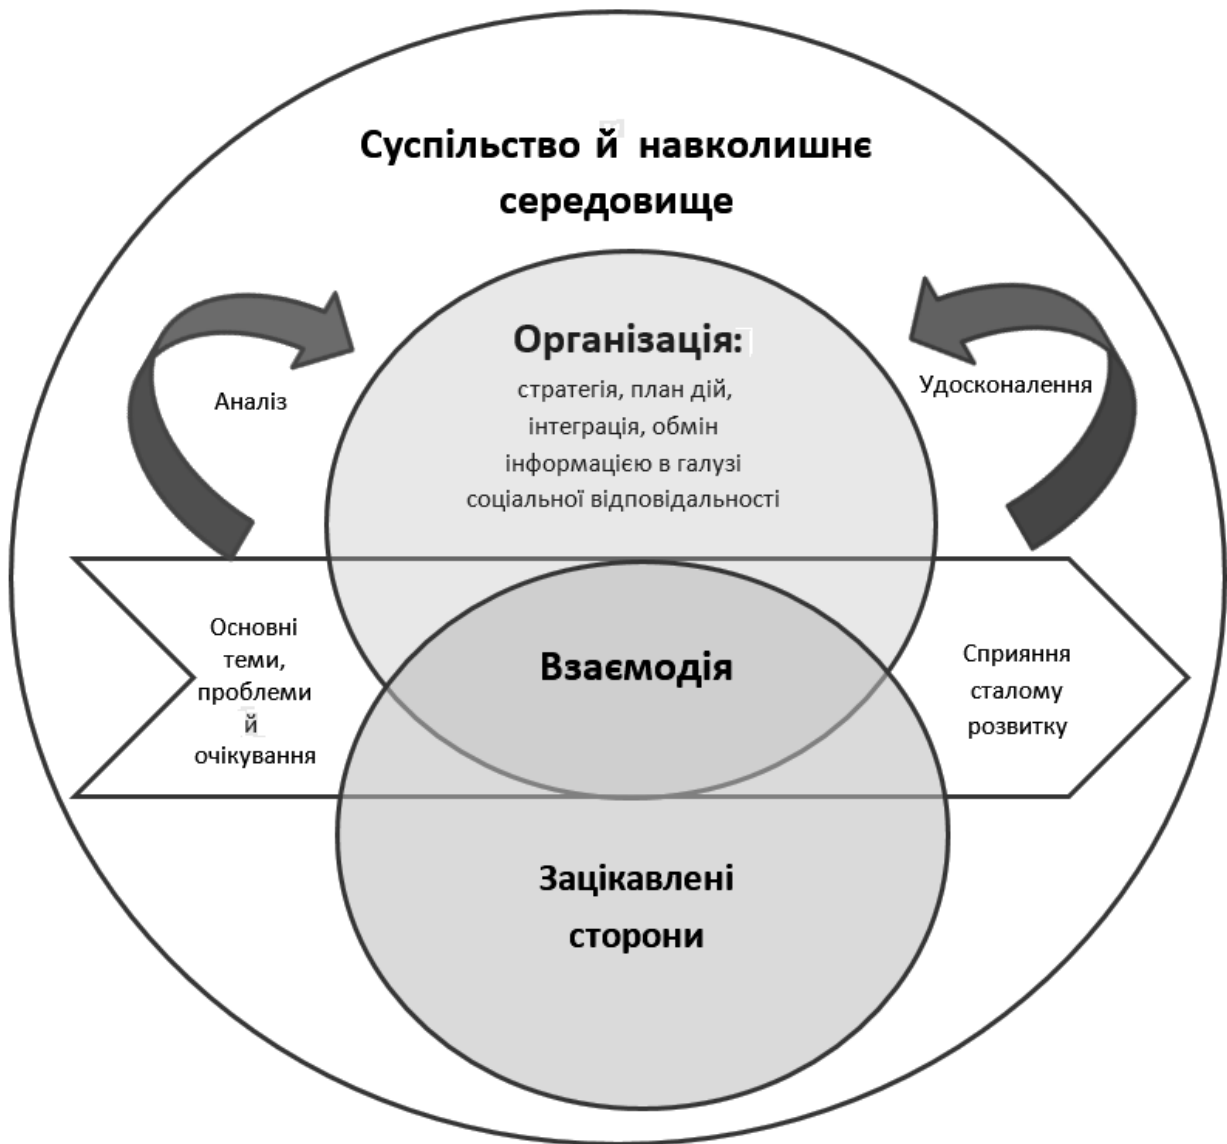 Суспільство й навколишнє
середовище
Організація:
стратегія, план дій,
інтеграція, обмін
інформацією в галузі
соціальної відповідальності
Аналіз
Удосконалення
Основні
теми,
проблеми
й
очікування
Взаємодія
Сприяння
сталому
розвитку
Зацікавлені
сторони